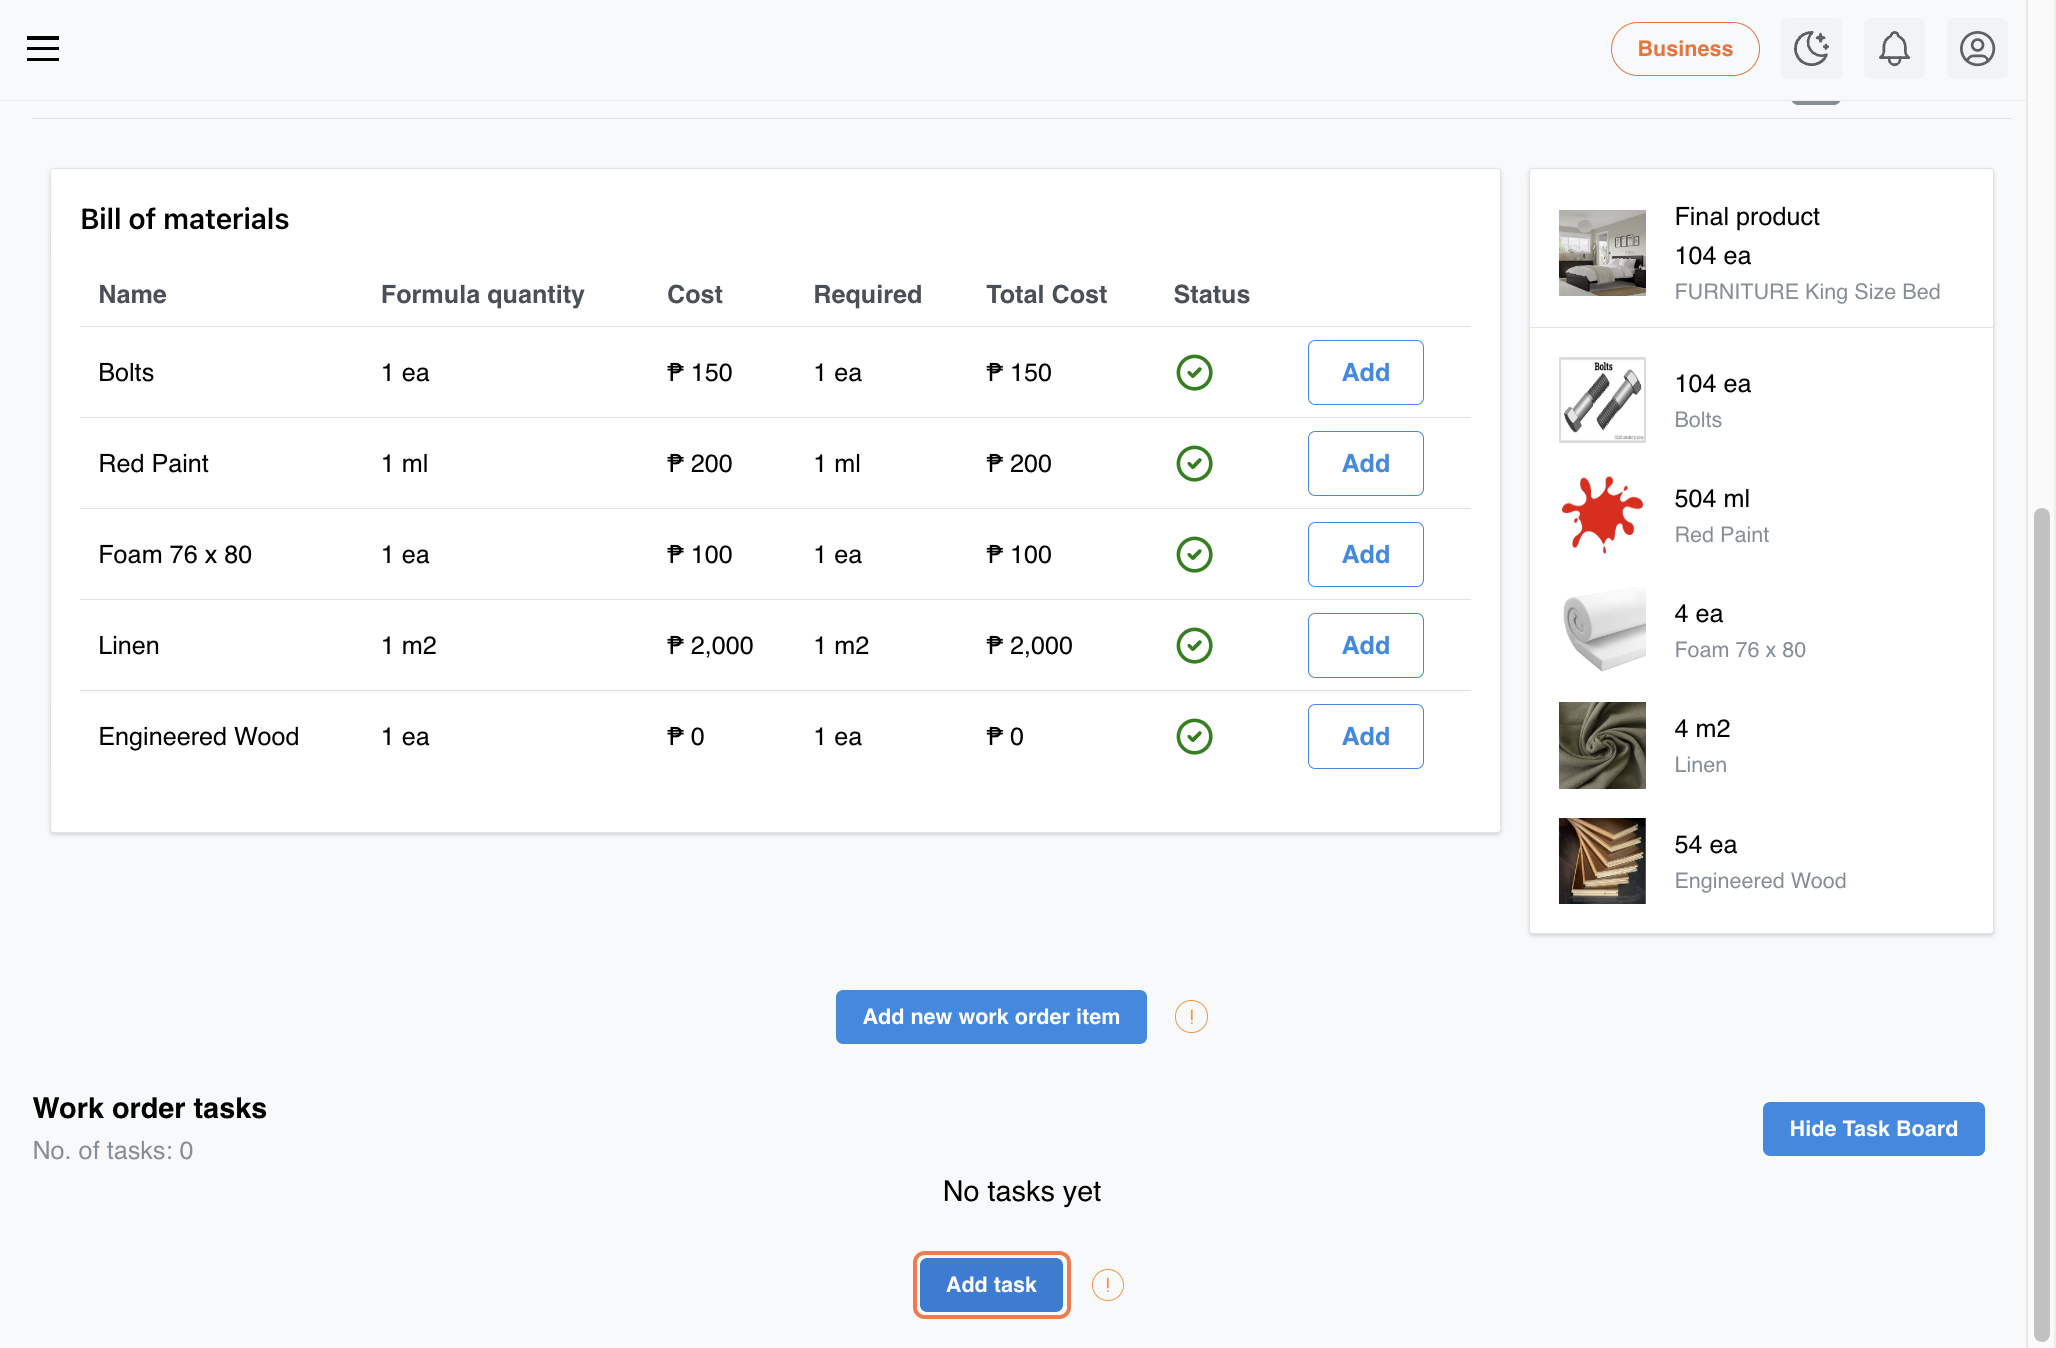 Business
Bill of materials
Name Formula quantity Cost Required Total Cost Status
Bolts 1 ea ₱ 150 1 ea ₱ 150 Add
Red Paint 1 ml ₱ 200 1 ml ₱ 200 Add
Foam 76 x 80 1 ea ₱ 100 1 ea ₱ 100 Add
Linen 1 m2 ₱ 2,000 1 m2 ₱ 2,000 Add
Engineered Wood 1 ea ₱ 0 1 ea ₱ 0 Add
Final product
104 ea
FURNITURE King Size Bed
Bolts
104 ea
Bolts
504 ml
Red Paint
4 ea
Foam 76 x 80
4 m2
Linen
54 ea
Engineered Wood
Add new work order item !
Work order tasks
No. of tasks: 0
Hide Task Board
No tasks yet
Add task !